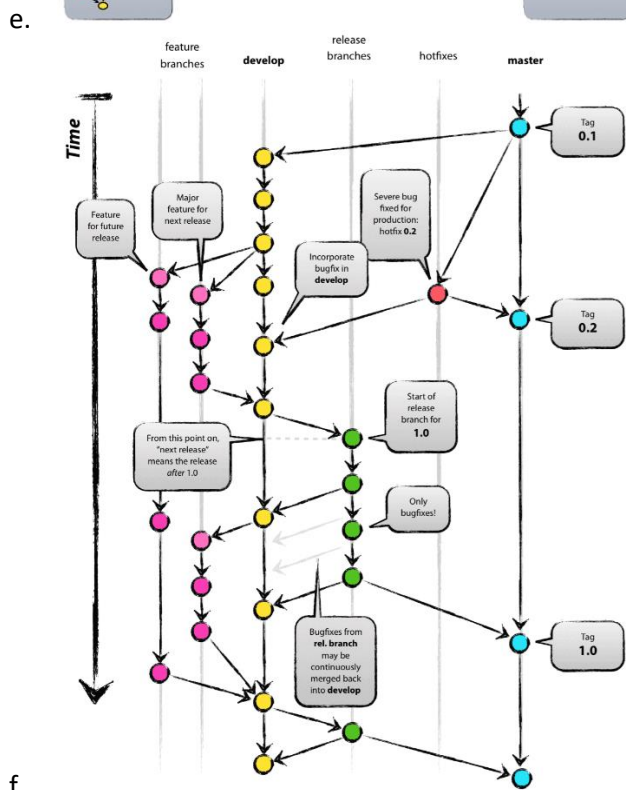 e.
feature
branches
develop
release
branches
hotfixes
master
Time
Tag
0.1
Major
feature for
next release
Feature
for future
release
Severe bug
fixed for
production:
hotfix 0.2
Incorporate
bugfix in
develop
Tag
0.2
Start of
release
branch for
1.0
From this point on,
"next release"
means the release
after 1.0
Only
bugfixes!
Bugfixes from
rel. branch
may be
continuously
merged back
into develop
Tag
1.0
f